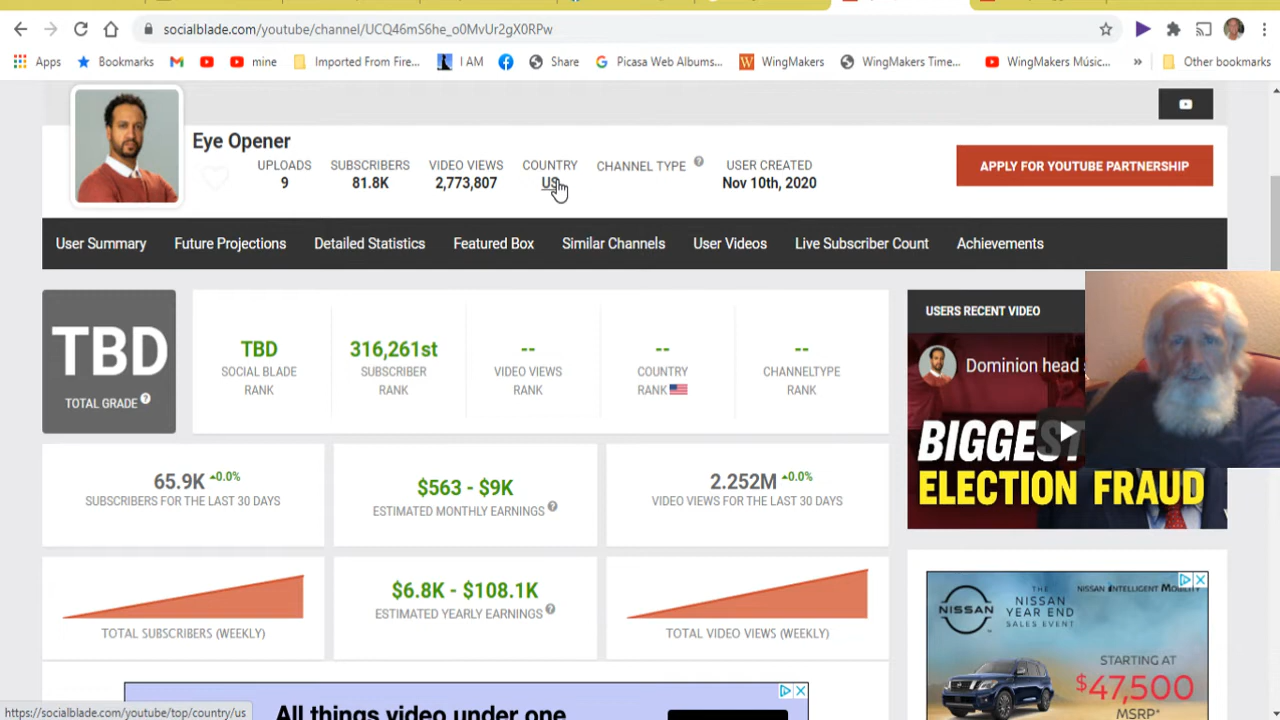 socialblade.com/youtube/channel/UCQ46mS6he_o0MvUr2gX0RPw
Apps Bookmarks mine Imported From Fire... I AM Share Picasa Web Albums... WingMakers WingMakers Time... WingMakers Músic... » Other bookmarks
Eye Opener
UPLOADS SUBSCRIBERS VIDEO VIEWS COUNTRY CHANNEL TYPE ? USER CREATED
9 81.8K 2,773,807 US Nov 10th, 2020
APPLY FOR YOUTUBE PARTNERSHIP
User Summary Future Projections Detailed Statistics Featured Box Similar Channels User Videos Live Subscriber Count Achievements
TBD
TOTAL GRADE ?
TBD
SOCIAL BLADE
RANK
316,261st
SUBSCRIBER
RANK
--
VIDEO VIEWS
RANK
--
COUNTRY
RANK
--
CHANNELTYPE
RANK
65.9K 0.0%
SUBSCRIBERS FOR THE LAST 30 DAYS
$563 - $9K
ESTIMATED MONTHLY EARNINGS ?
2.252M 0.0%
VIDEO VIEWS FOR THE LAST 30 DAYS
TOTAL SUBSCRIBERS (WEEKLY)
$6.8K - $108.1K
ESTIMATED YEARLY EARNINGS ?
TOTAL VIDEO VIEWS (WEEKLY)
USERS RECENT VIDEO
Dominion head
BIGGEST
ELECTION FRAUD
NISSAN
THE
NISSAN
YEAR END
SALES EVENT
NISSAN INTELLIGENT MOBILITY
STARTING AT
$47,500
MSRP*
All things video under one
https://socialblade.com/youtube/top/country/us